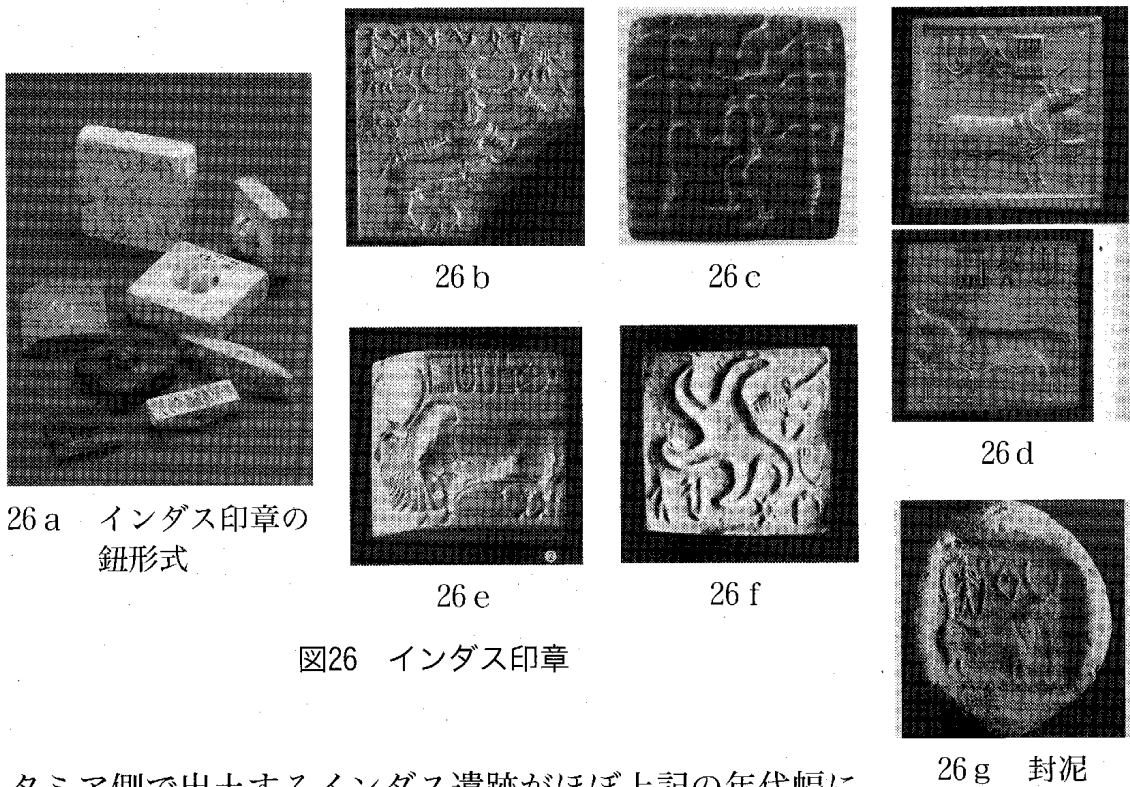 26 b
26 c
26 d
26 a インダス印章の
鈕形式
26 e
26 f
図26 インダス印章
26 g 封泥
タミア側で出土するインダス遺跡がほぼ上記の年代幅に